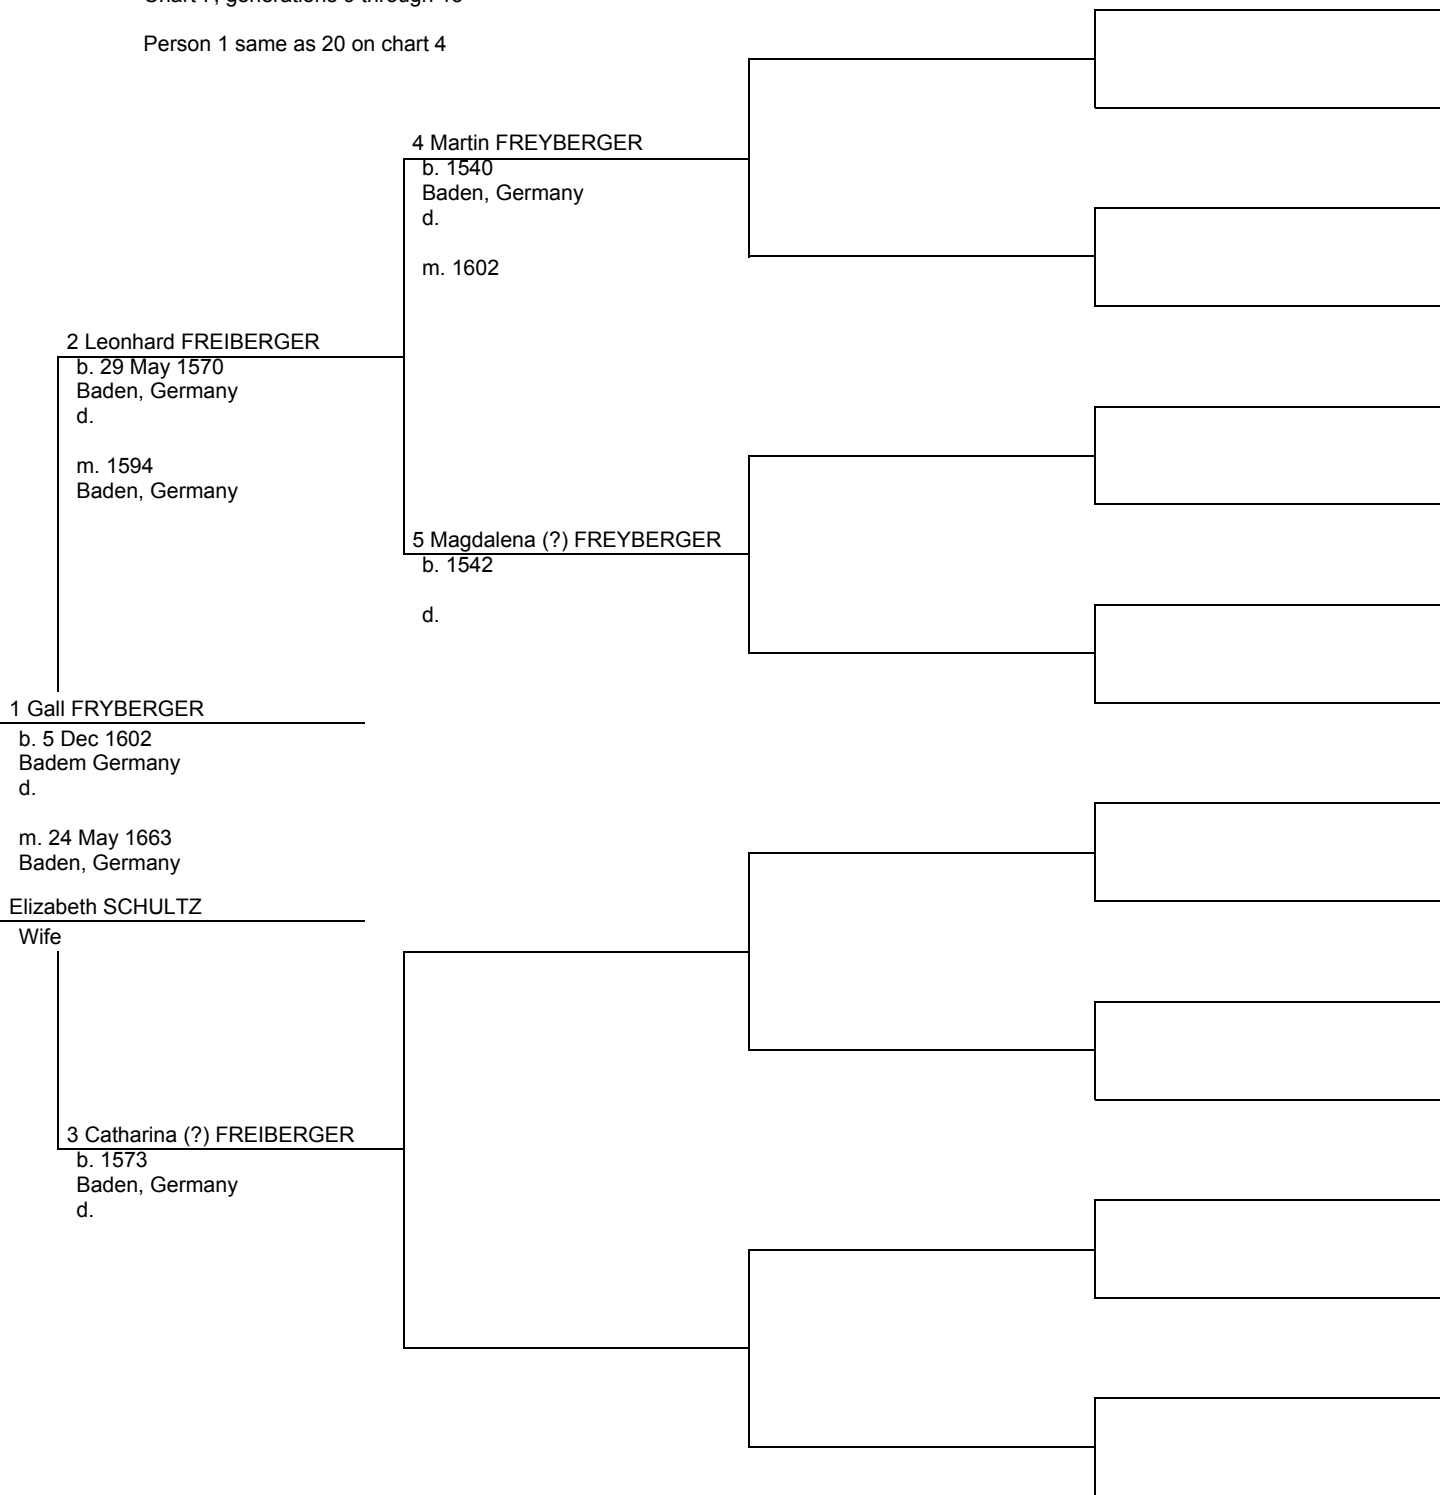 Person 1 same as 20 on chart 4
4 Martin FREYBERGER
b. 1540
Baden, Germany
d.
m. 1602
2 Leonhard FREIBERGER
b. 29 May 1570
Baden, Germany
d.
m. 1594
Baden, Germany
5 Magdalena (?) FREYBERGER
b. 1542
d.
1 Gall FRYBERGER
b. 5 Dec 1602
Badem Germany
d.
m. 24 May 1663
Baden, Germany
Elizabeth SCHULTZ
Wife
3 Catharina (?) FREIBERGER
b. 1573
Baden, Germany
d.